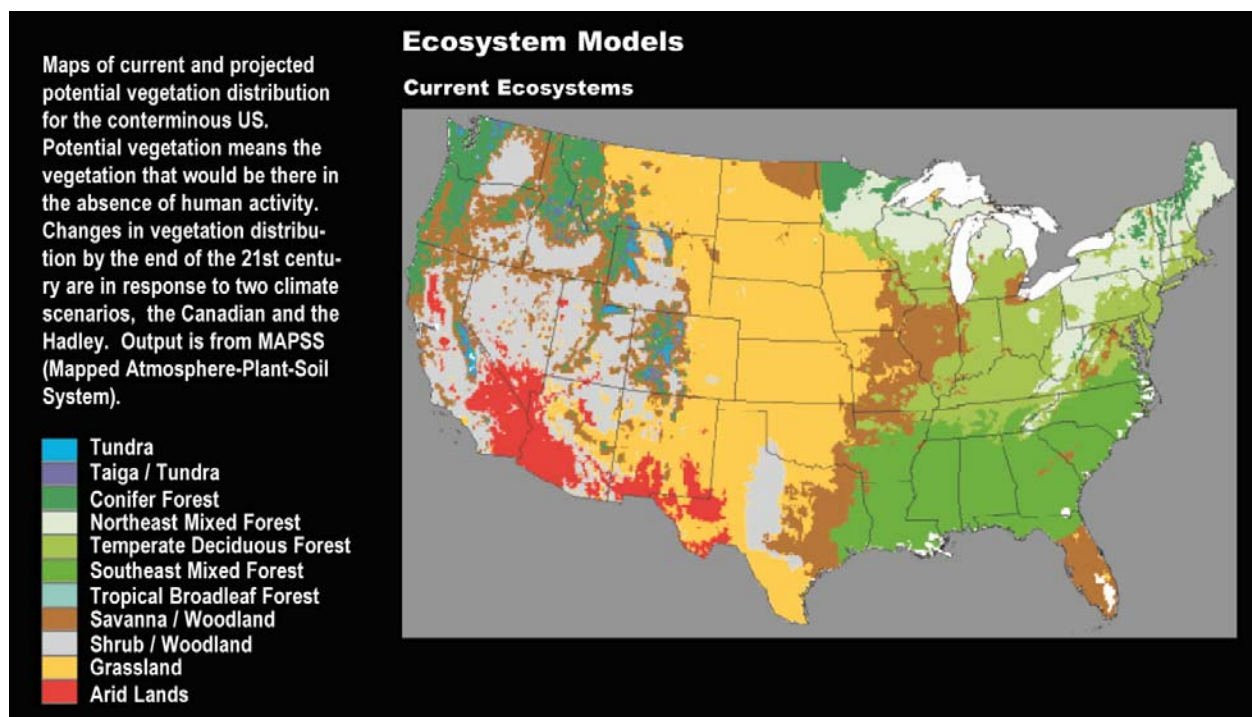 Maps of current and projected
potential vegetation distribution
for the conterminous US.
Potential vegetation means the
vegetation that would be there in
the absence of human activity.
Changes in vegetation distribu-
tion by the end of the 21st centu-
ry are in response to two climate
scenarios, the Canadian and the
Hadley. Output is from MAPSS
(Mapped Atmosphere-Plant-Soil
System).
Tundra
Taiga / Tundra
Conifer Forest
Northeast Mixed Forest
Temperate Deciduous Forest
Southeast Mixed Forest
Tropical Broadleaf Forest
Savanna / Woodland
Shrub / Woodland
Grassland
Arid Lands
Ecosystem Models
Current Ecosystems